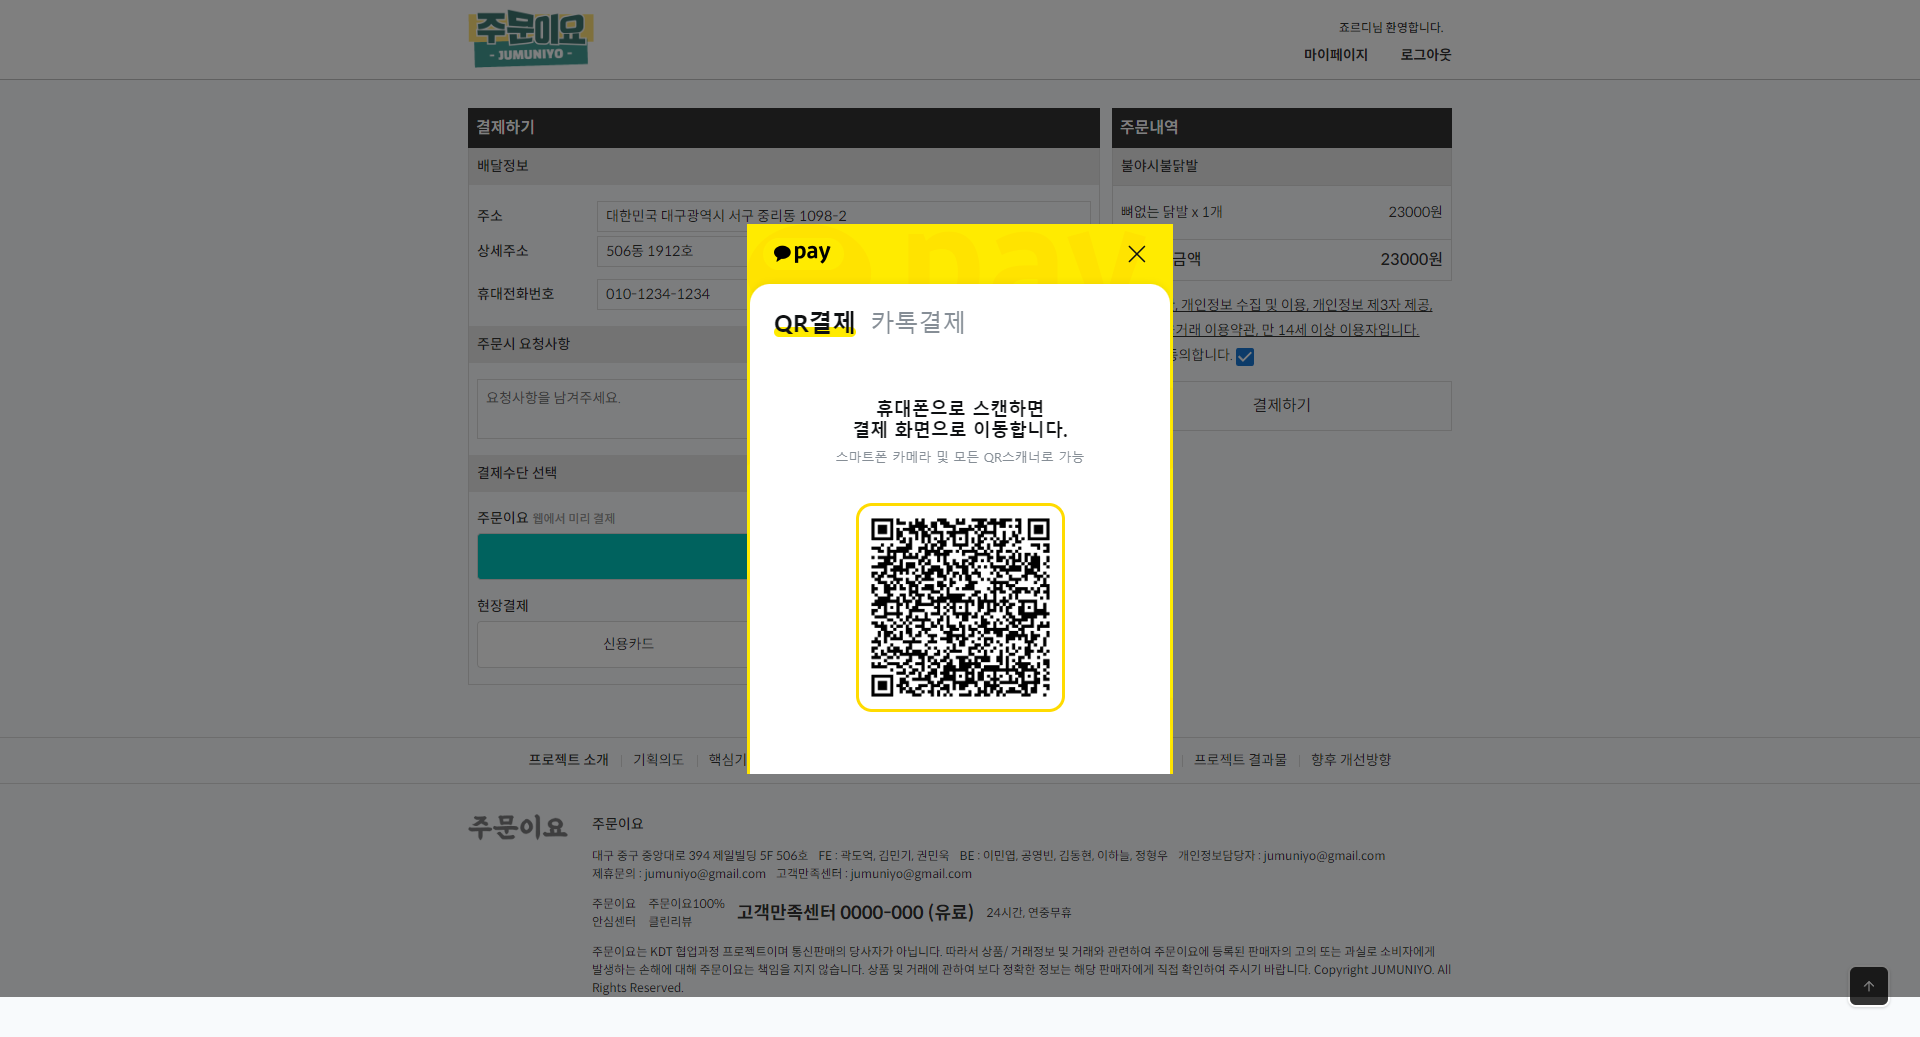 주문이요
- JUMUNIYO -
죠르디님 환영합니다.
마이페이지 로그아웃
결제하기
배달정보
주소 대한민국 대구광역시 서구 중리동 1098-2
상세주소 506동 1912호
휴대전화번호 010-1234-1234
주문시 요청사항
요청사항을 남겨주세요.
결제수단 선택
주문이요 웹에서 미리 결제
현장결제
신용카드
주문내역
불야시불닭발
뼈없는 닭발 x 1개 23000원
금액 23000원
, 개인정보 수집 및 이용, 개인정보 제3자 제공,
거래 이용약관, 만 14세 이상 이용자입니다.
동의합니다.
결제하기
pay
pay
QR결제 카톡결제
휴대폰으로 스캔하면
결제 화면으로 이동합니다.
스마트폰 카메라 및 모든 QR스캐너로 가능
프로젝트 소개 기획의도 핵심기 프로젝트 결과물 향후 개선방향
주문이요
주문이요
대구 중구 중앙대로 394 제일빌딩 5F 506호 FE : 곽도억, 김민기, 권민욱 BE : 이민엽, 공영빈, 김동현, 이하늘, 정형우 개인정보담당자 : jumuniyo@gmail.com
제휴문의 : jumuniyo@gmail.com 고객만족센터 : jumuniyo@gmail.com
주문이요 주문이요100%
안심센터 클린리뷰
고객만족센터 0000-000 (유료) 24시간, 연중무휴
주문이요는 KDT 협업과정 프로젝트이며 통신판매의 당사자가 아닙니다. 따라서 상품/ 거래정보 및 거래와 관련하여 주문이요에 등록된 판매자의 고의 또는 과실로 소비자에게
발생하는 손해에 대해 주문이요는 책임을 지지 않습니다. 상품 및 거래에 관하여 보다 정확한 정보는 해당 판매자에게 직접 확인하여 주시기 바랍니다. Copyright JUMUNIYO. All
Rights Reserved.